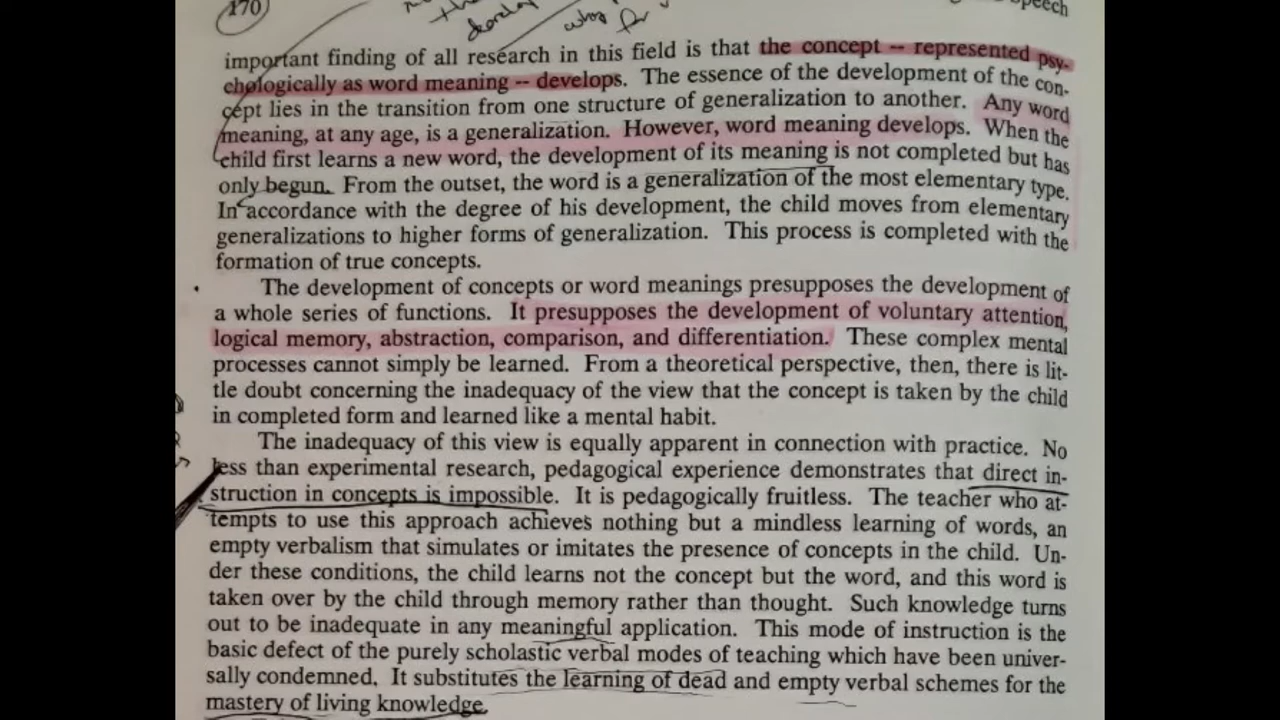 170
Speech
important finding of all research in this field is that the concept -- represented psy-
chologically as word meaning -- develops. The essence of the development of the con-
cept lies in the transition from one structure of generalization to another. Any word
meaning, at any age, is a generalization. However, word meaning develops. When the
child first learns a new word, the development of its meaning is not completed but has
only begun. From the outset, the word is a generalization of the most elementary type.
In accordance with the degree of his development, the child moves from elementary
generalizations to higher forms of generalization. This process is completed with the
formation of true concepts.
The development of concepts or word meanings presupposes the development of
a whole series of functions. It presupposes the development of voluntary attention,
logical memory, abstraction, comparison, and differentiation. These complex mental
processes cannot simply be learned. From a theoretical perspective, then, there is lit-
tle doubt concerning the inadequacy of the view that the concept is taken by the child
in completed form and learned like a mental habit.
The inadequacy of this view is equally apparent in connection with practice. No
less than experimental research, pedagogical experience demonstrates that direct in-
struction in concepts is impossible. It is pedagogically fruitless. The teacher who at-
tempts to use this approach achieves nothing but a mindless learning of words, an
empty verbalism that simulates or imitates the presence of concepts in the child. Un-
der these conditions, the child learns not the concept but the word, and this word is
taken over by the child through memory rather than thought. Such knowledge turns
out to be inadequate in any meaningful application. This mode of instruction is the
basic defect of the purely scholastic verbal modes of teaching which have been univer-
sally condemned. It substitutes the learning of dead and empty verbal schemes for the
mastery of living knowledge.